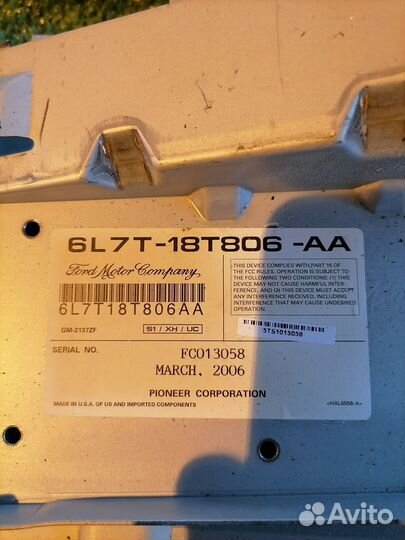 6L7T-18T806 -AA
Ford Motor Company
6L7T18T806AA
GM-2137ZF
S1 / XH / UC
THIS DEVICE COMPLIES WITH PART 15 OF
THE FCC RULES. OPERATION IS SUBJECT
TO THE FOLLOWING TWO CONDITIONS: (1) THIS
DEVICE MAY NOT CAUSE HARMFUL
INTERFERENCE, AND (2) THIS DEVICE MUST ACCEPT
ANY INTERFERENCE RECEIVED, INCLUDING
INTERFERENCE THAT MAY CAUSE
UNDESIRED OPERATION.
3TS1013058
SERIAL NO.
FC013058
MARCH, 2006
PIONEER CORPORATION
MADE IN U.S.A. OF US AND IMPORTED COMPONENTS
<HAL6556-A>
Avito